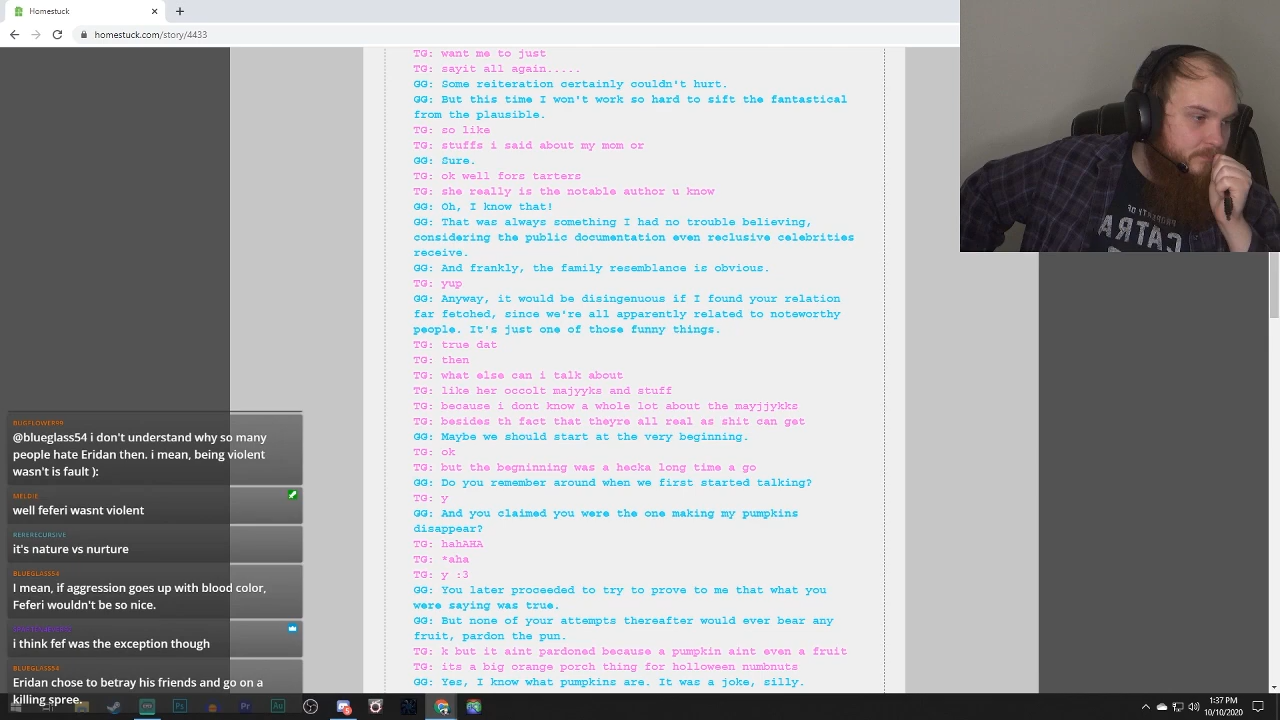 Homestuck
homestuck.com/story/4433
TG: want me to just
TG: sayit all again.....
GG: Some reiteration certainly couldn't hurt.
GG: But this time I won't work so hard to sift the fantastical
from the plausible.
TG: so like
TG: stuffs i said about my mom or
GG: Sure.
TG: ok well fors tarters
TG: she really is the notable author u know
GG: Oh, I know that!
GG: That was always something I had no trouble believing,
considering the public documentation even reclusive celebrities
receive.
GG: And frankly, the family resemblance is obvious.
TG: yup
GG: Anyway, it would be disingenuous if I found your relation
far fetched, since we're all apparently related to noteworthy
people. It's just one of those funny things.
TG: true dat
TG: then
TG: what else can i talk about
TG: like her occolt majyyks and stuff
TG: because i dont know a whole lot about the mayjjykks
TG: besides th fact that theyre all real as shit can get
GG: Maybe we should start at the very beginning.
TG: ok
TG: but the begninning was a hecka long time a go
GG: Do you remember around when we first started talking?
TG: y
GG: And you claimed you were the one making my pumpkins
disappear?
TG: hahAHA
TG: *aha
TG: y :3
GG: You later proceeded to try to prove to me that what you
were saying was true.
GG: But none of your attempts thereafter would ever bear any
fruit, pardon the pun.
TG: k but it aint pardoned because a pumpkin aint even a fruit
TG: its a big orange porch thing for holloween numbnuts
GG: Yes, I know what pumpkins are. It was a joke, silly.
BUGFLOWER99
@blueglass54 i don't understand why so many
people hate Eridan then. i mean, being violent
wasn't is fault ):
MELDIE
well feferi wasnt violent
RERERECURSIVE
it's nature vs nurture
BLUEGLASS54
I mean, if aggression goes up with blood color,
Feferi wouldn't be so nice.
i think fef was the exception though
BLUEGLASS54
Eridan chose to betray his friends and go on a
killing spree.
PROPERTY OF
CATRA
Ps
Pr
Au
1:37 PM
10/10/2020